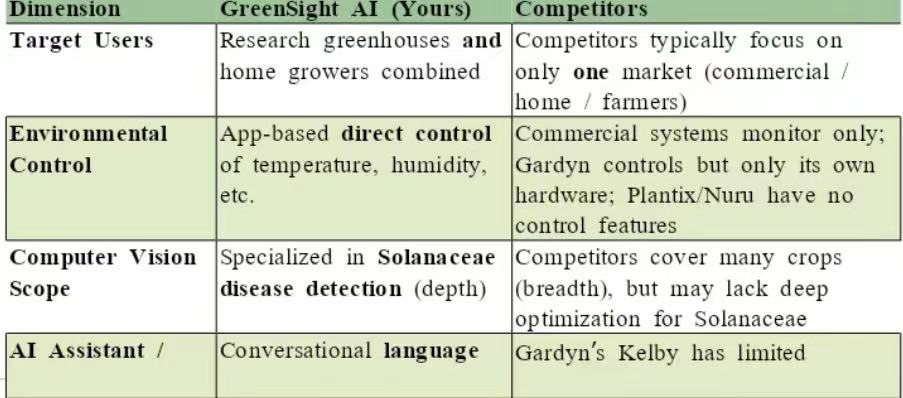 Dimension GreenSight AI (Yours) Competitors
Target Users Research greenhouses and Competitors typically focus on
home growers combined only one market (commercial /
home / farmers)
Environmental App-based direct control Commercial systems monitor only;
Control of temperature, humidity, Gardyn controls but only its own
etc. hardware; Plantix/Nuru have no
control features
Computer Vision Specialized in Solanaceae Competitors cover many crops
Scope disease detection (depth) (breadth), but may lack deep
optimization for Solanaceae
AI Assistant / Conversational language Gardyn′s Kelby has limited